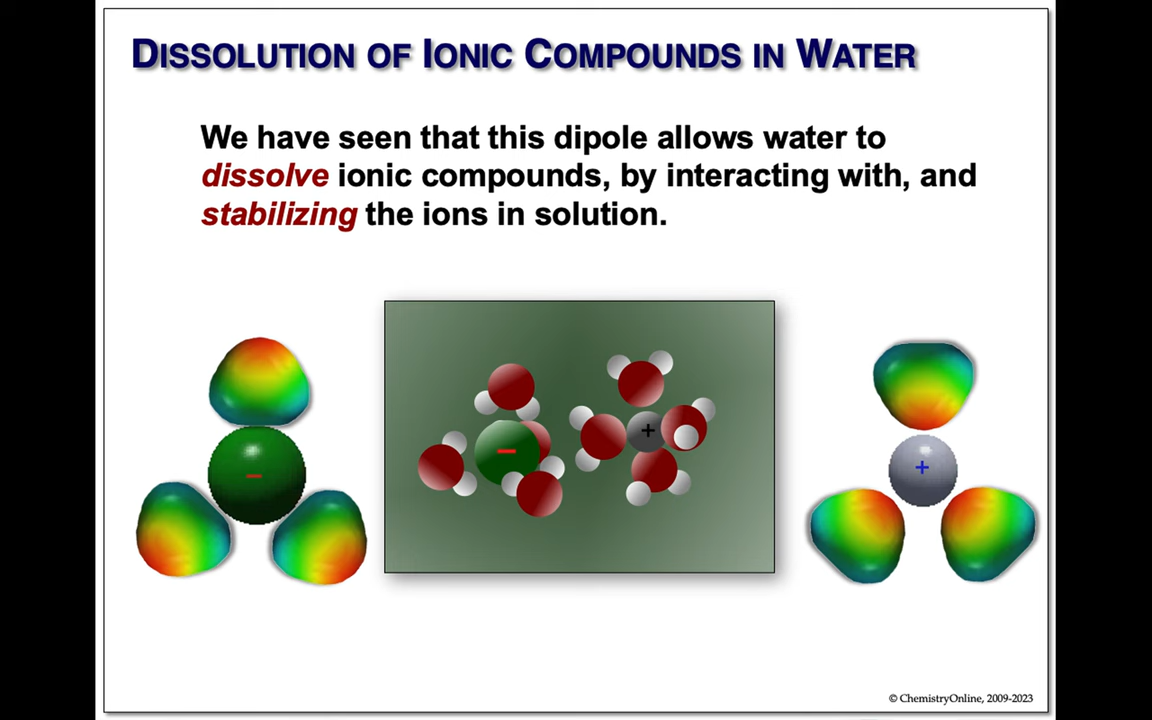 DISSOLUTION OF IONIC COMPOUNDS IN WATER
We have seen that this dipole allows water to
dissolve ionic compounds, by interacting with, and
stabilizing the ions in solution.
−
+
−
+
© ChemistryOnline, 2009-2023